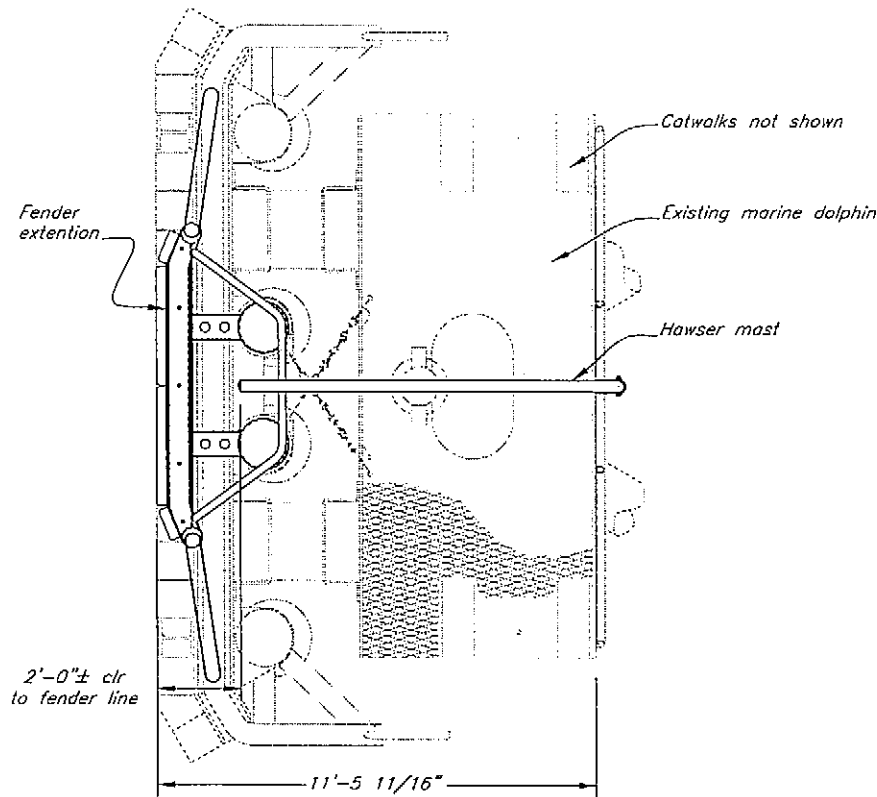 Catwalks not shown
Fender
extention
Existing marine dolphin
Hawser mast
2'-0"± clr
to fender line
11'-5 11/16"